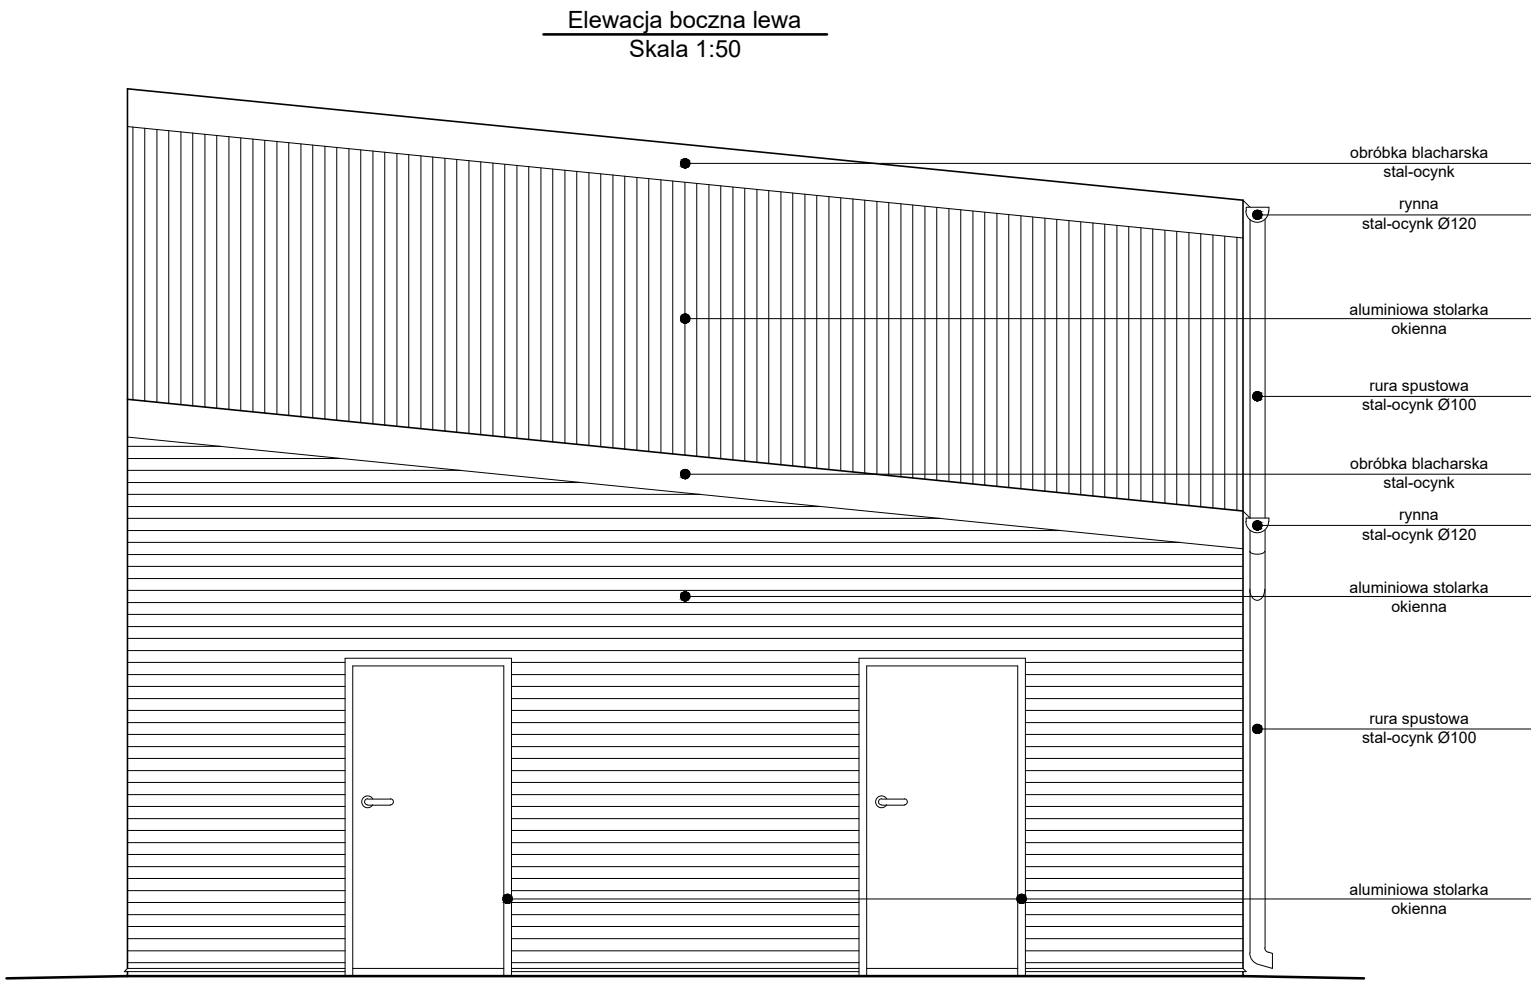 Elewacja boczna lewa
Skala 1:50
obróbka blacharska
stal-ocynk
rynna
stal-ocynk Ø120
aluminiowa stolarka
okienna
rura spustowa
stal-ocynk Ø100
obróbka blacharska
stal-ocynk
rynna
stal-ocynk Ø120
aluminiowa stolarka
okienna
rura spustowa
stal-ocynk Ø100
aluminiowa stolarka
okienna